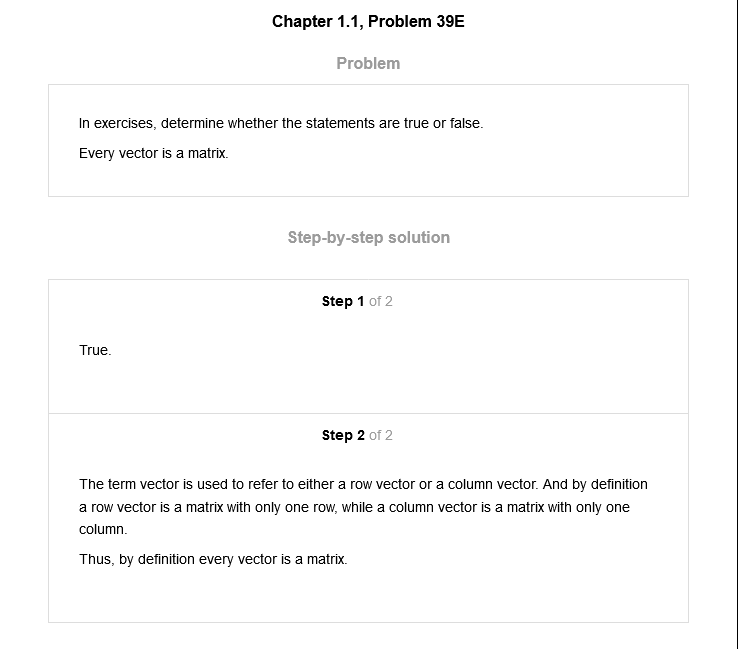 Chapter 1.1, Problem 39E
Problem
In exercises, determine whether the statements are true or false.
Every vector is a matrix.
Step-by-step solution
Step 1 of 2
True.
Step 2 of 2
The term vector is used to refer to either a row vector or a column vector. And by definition
a row vector is a matrix with only one row, while a column vector is a matrix with only one
column.
Thus, by definition every vector is a matrix.